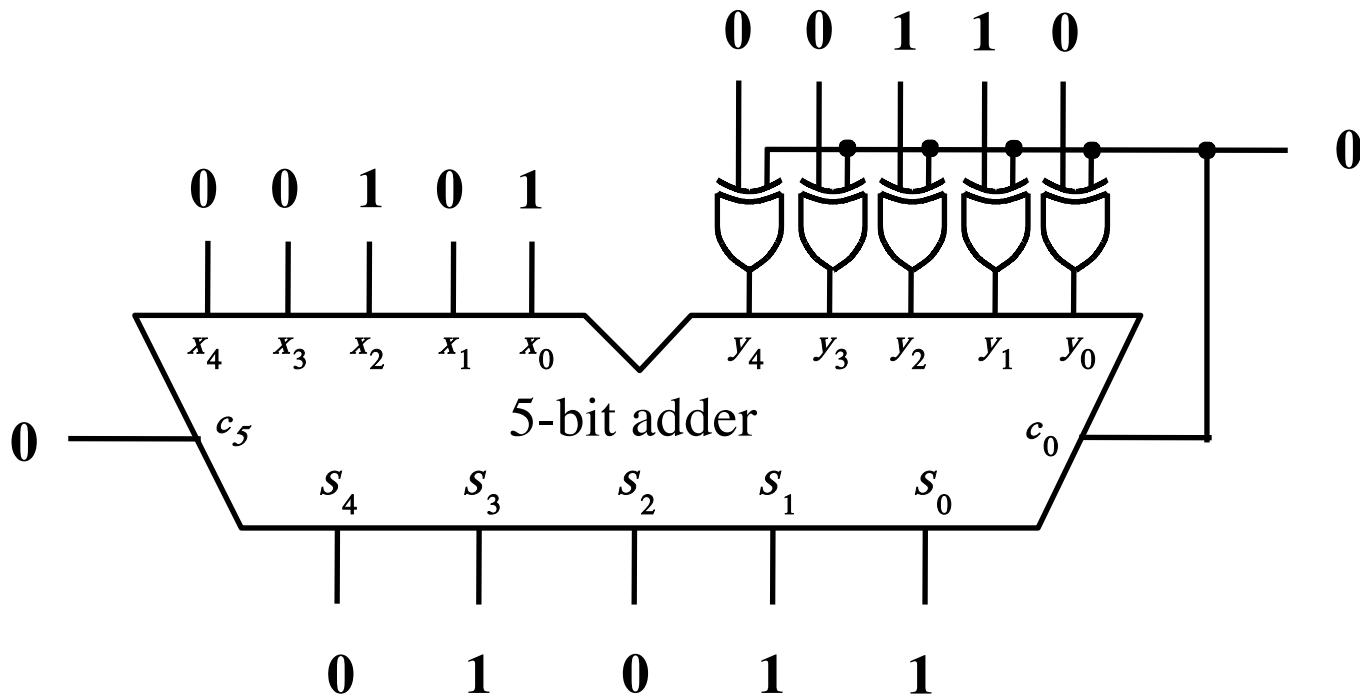 0 0 1 1 0
0
0 0 1 0 1
x4 x3 x2 x1 x0 y4 y3 y2 y1 y0
0 c5 5-bit adder c0
S4 S3 S2 S1 S0
0 1 0 1 1